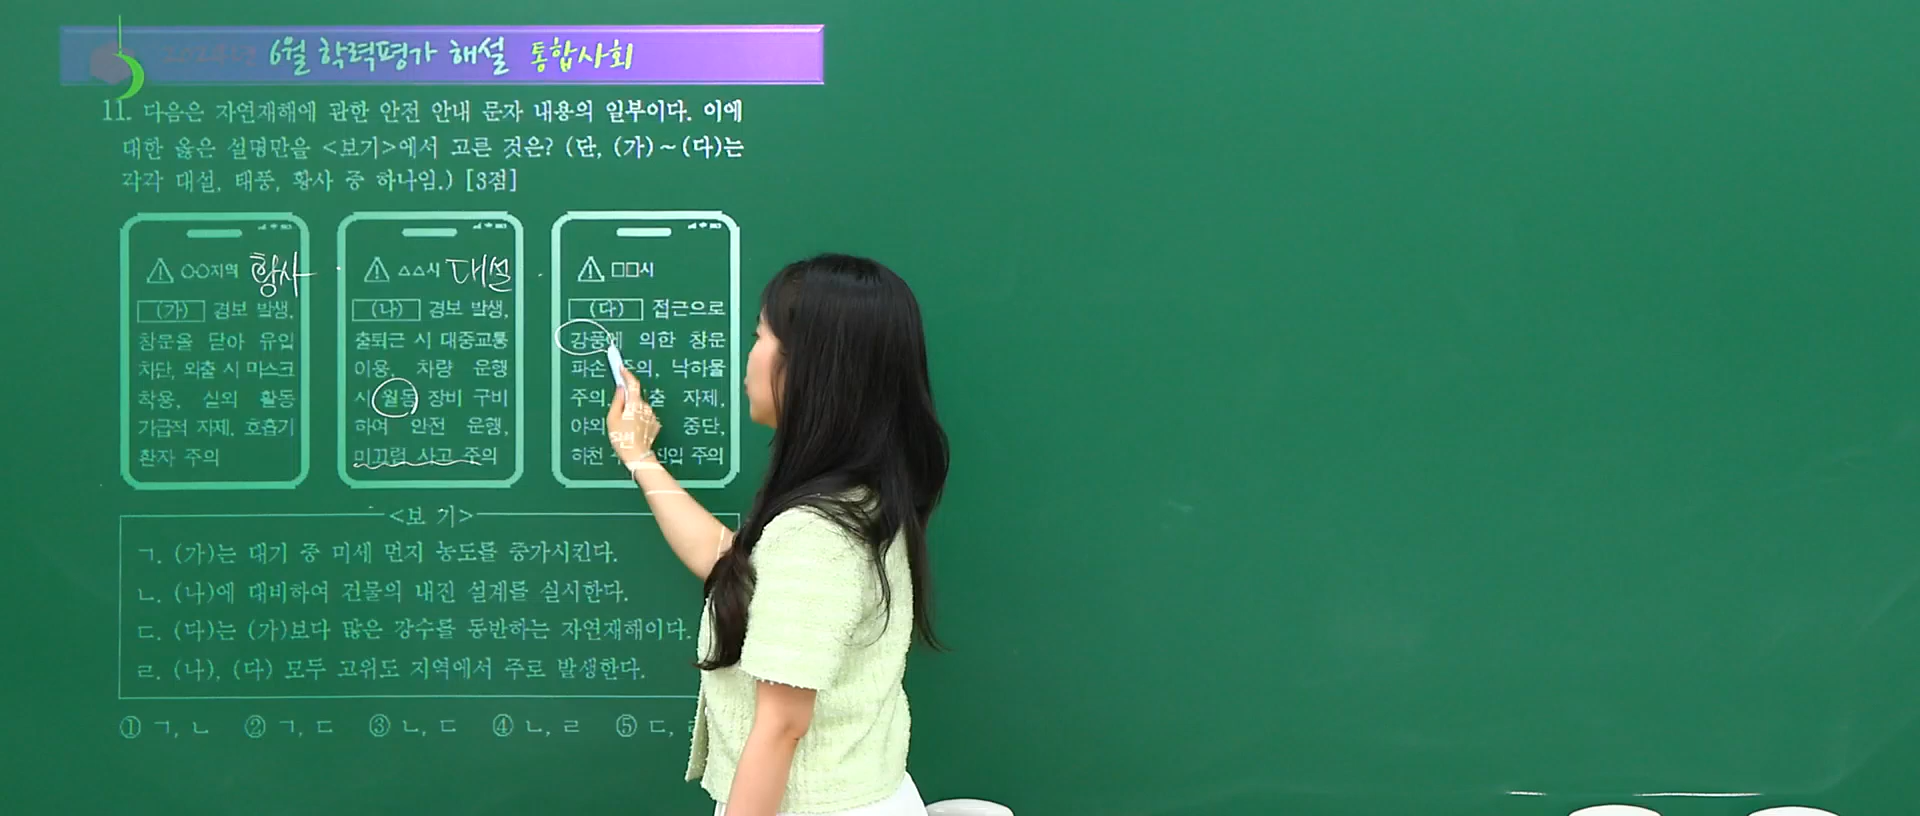 6월 학력평가 해설 통합사회
11. 다음은 자연재해에 관한 안전 안내 문자 내용의 일부이다. 이에
대한 옳은 설명만을 <보기>에서 고른 것은? (단, (가)~(다)는
각각 대설, 태풍, 황사 중 하나임.) [3점]
○○지역 황사
(가) 경보 발생,
창문을 닫아 유입
차단, 외출 시 마스크
착용, 실외 활동
가급적 자제, 호흡기
환자 주의
△△시 대설
(나) 경보 발생,
출퇴근 시 대중교통
이용, 차량 운행
시 월동 장비 구비
하여 안전 운행,
미끄럼 사고 주의
□□시
(다) 접근으로
강풍에 의한 창문
파손 주의, 낙하물
주의, 자제,
야외 중단,
하천 진입 주의
<보 기>
ㄱ. (가)는 대기 중 미세 먼지 농도를 증가시킨다.
ㄴ. (나)에 대비하여 건물의 내진 설계를 실시한다.
ㄷ. (다)는 (가)보다 많은 강수를 동반하는 자연재해이다.
ㄹ. (나), (다) 모두 고위도 지역에서 주로 발생한다.
① ㄱ, ㄴ ② ㄱ, ㄷ ③ ㄴ, ㄷ ④ ㄴ, ㄹ ⑤ ㄷ,